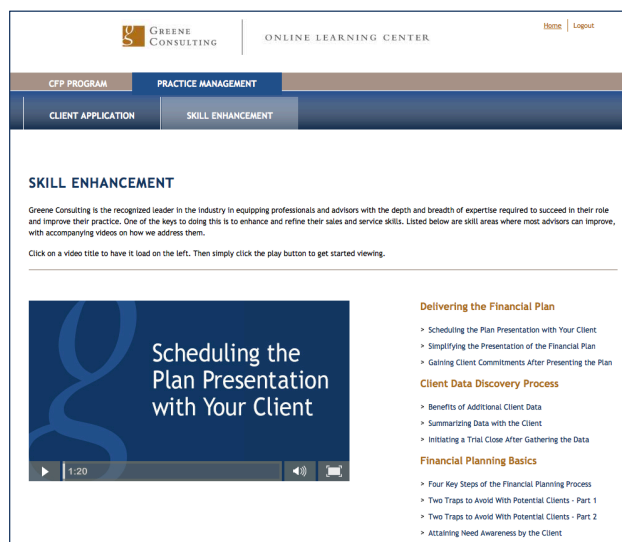 g GREENE
CONSULTING
ONLINE LEARNING CENTER
Home Logout
CFP PROGRAM PRACTICE MANAGEMENT
CLIENT APPLICATION SKILL ENHANCEMENT
SKILL ENHANCEMENT
Greene Consulting is the recognized leader in the industry in equipping professionals and advisors with the depth and breadth of expertise required to succeed in their role
and improve their practice. One of the keys to doing this is to enhance and refine their sales and service skills. Listed below are skill areas where most advisors can improve,
with accompanying videos on how we address them.
Click on a video title to have it load on the left. Then simply click the play button to get started viewing.
g
Scheduling the
Plan Presentation
with Your Client
1:20
Delivering the Financial Plan
> Scheduling the Plan Presentation with Your Client
> Simplifying the Presentation of the Financial Plan
> Gaining Client Commitments After Presenting the Plan
Client Data Discovery Process
> Benefits of Additional Client Data
> Summarizing Data with the Client
> Initiating a Trial Close After Gathering the Data
Financial Planning Basics
> Four Key Steps of the Financial Planning Process
> Two Traps to Avoid With Potential Clients - Part 1
> Two Traps to Avoid With Potential Clients - Part 2
> Attaining Need Awareness by the Client